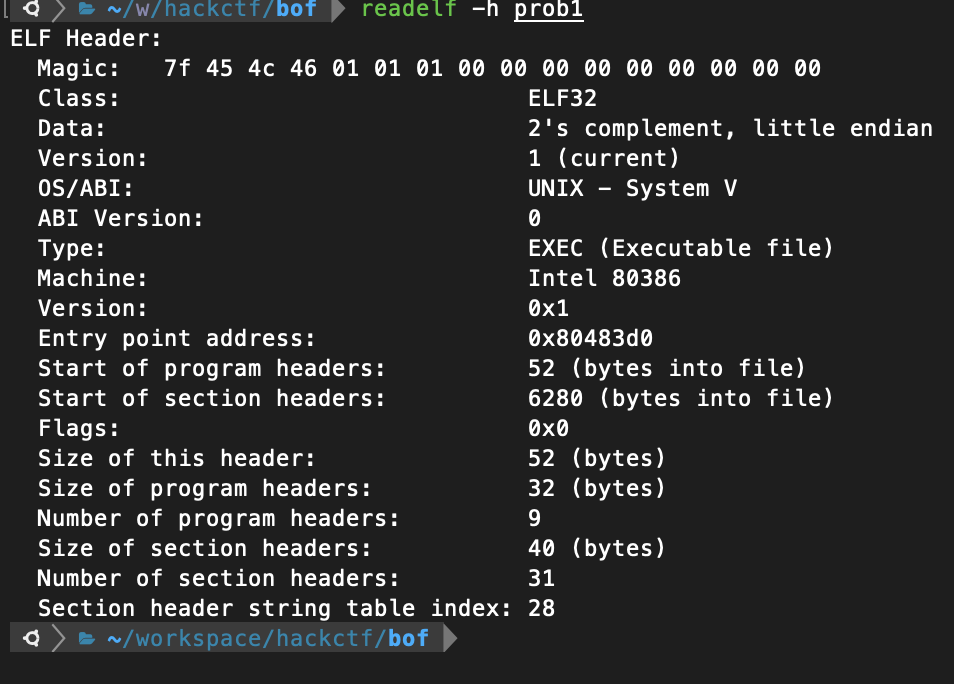 ~/w/hackctf/bof readelf -h prob1
ELF Header:
Magic: 7f 45 4c 46 01 01 01 00 00 00 00 00 00 00 00 00
Class: ELF32
Data: 2's complement, little endian
Version: 1 (current)
OS/ABI: UNIX - System V
ABI Version: 0
Type: EXEC (Executable file)
Machine: Intel 80386
Version: 0x1
Entry point address: 0x80483d0
Start of program headers: 52 (bytes into file)
Start of section headers: 6280 (bytes into file)
Flags: 0x0
Size of this header: 52 (bytes)
Size of program headers: 32 (bytes)
Number of program headers: 9
Size of section headers: 40 (bytes)
Number of section headers: 31
Section header string table index: 28
~/workspace/hackctf/bof